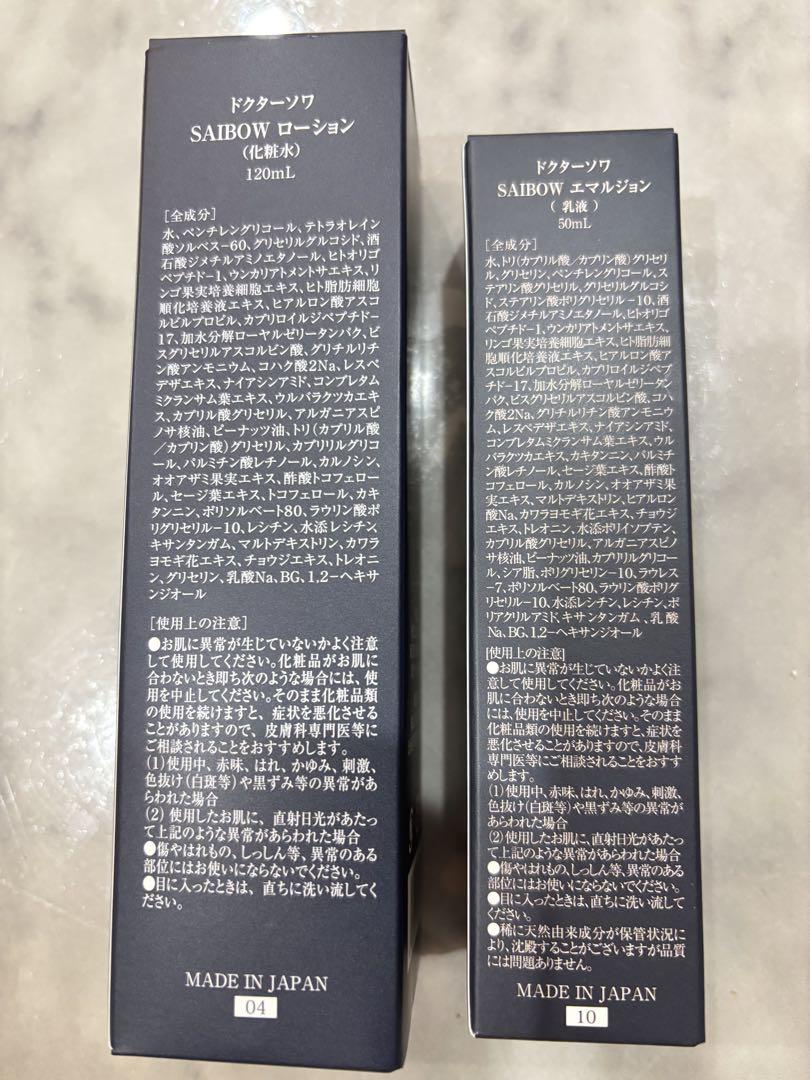 ドクターソワ
SAIBOW ローション
(化粧水)
120mL
[全成分]
水、ペンチレングリコール、テトラオレイン
酸ソルベス-60、グリセリルグルコシド、酒
石酸ジメチルアミノエタノール、ヒトオリゴ
ペプチド-1、ウンカリアトメントサエキス、リ
ンゴ果実培養細胞エキス、ヒト脂肪細胞
順化培養液エキス、ヒアルロン酸アスコ
ルビルプロピル、カプロイルジペプチド-
17、加水分解ローヤルゼリータンパク、ビ
スグリセリルアスコルビン酸、グリチルリチ
ン酸アンモニウム、コハク酸2Na、レスペ
デザエキス、ナイアシンアミド、コンブレタム
ミクランサム葉エキス、ウルバラクツカエキ
ス、カプリル酸グリセリル、アルガニアスピ
ノサ核油、ピーナッツ油、トリ(カプリル酸
/カプリン酸)グリセリル、カプリリルグリコ
ール、パルミチン酸レチノール、カルノシン、
オオアザミ果実エキス、酢酸トコフェロー
ル、セージ葉エキス、トコフェロール、カキ
タンニン、ポリソルベート80、ラウリン酸ポ
リグリセリル-10、レシチン、水添レシチン、
キサンタンガム、マルトデキストリン、カワラ
ヨモギ花エキス、チョウジエキス、トレオニ
ン、グリセリン、乳酸Na、BG、1,2-ヘキサ
ンジオール
[使用上の注意]
●お肌に異常が生じていないかよく注意
して使用してください。化粧品がお肌に
合わないとき即ち次のような場合には、使
用を中止してください。そのまま化粧品類
の使用を続けますと、症状を悪化させる
ことがありますので、皮膚科専門医等に
ご相談されることをおすすめします。
(1)使用中、赤味、はれ、かゆみ、刺激、
色抜け(白斑等)や黒ずみ等の異常があ
らわれた場合
(2) 使用したお肌に、直射日光があたっ
て上記のような異常があらわれた場合
●傷やはれもの、しっしん等、異常のある
部位にはお使いにならないでください。
●目に入ったときは、直ちに洗い流してく
ださい。
MADE IN JAPAN
04
ドクターソワ
SAIBOW エマルジョン
( 乳液 )
50mL
[全成分]
水、トリ(カプリル酸/カプリン酸)グリセリ
ル、グリセリン、ペンチレングリコール、ス
テアリン酸グリセリル、グリセリルグルコシ
ド、ステアリン酸ポリグリセリル-10、酒
石酸ジメチルアミノエタノール、ヒトオリゴ
ペプチド-1、ウンカリアトメントサエキス、
リンゴ果実培養細胞エキス、ヒト脂肪細
胞順化培養液エキス、ヒアルロン酸アス
コルビルプロピル、カプロイルジペプ
チド-17、加水分解ローヤルゼリータン
パク、ビスグリセリルアスコルビン酸、コハ
ク酸2Na、グリチルリチン酸アンモニウ
ム、レスペデザエキス、ナイアシンアミド、
コンブレタムミクランサム葉エキス、ウル
バラクツカエキス、カキタンニン、パルミ
チン酸レチノール、セージ葉エキス、酢酸ト
コフェロール、カルノシン、オオアザミ果
実エキス、マルトデキストリン、ヒアルロン
酸Na、カワラヨモギ花エキス、チョウジ
エキス、トレオニン、水添ポリイソブテン、
カプリル酸グリセリル、アルガニアスピノ
サ核油、ピーナッツ油、カプリリルグリコー
ル、シア脂、ポリグリセリン-10、ラウレス
-7、ポリソルベート80、ラウリン酸ポリグ
リセリル-10、水添レシチン、レシチン、ポ
リアクリルアミド、キサンタンガム、乳酸
Na、BG、1,2-ヘキサンジオール
[使用上の注意]
●お肌に異常が生じていないかよく注
意して使用してください。化粧品がお
肌に合わないとき即ち次のような場合
には、使用を中止してください。そのまま
化粧品類の使用を続けますと、症状を
悪化させることがありますので、皮膚科
専門医等にご相談されることをおすす
めします。
(1)使用中、赤味、はれ、かゆみ、刺激、
色抜け(白斑等)や黒ずみ等の異常が
あらわれた場合
(2)使用したお肌に、直射日光があたっ
て上記のような異常があらわれた場合
●傷やはれもの、しっしん等、異常のある
部位にはお使いにならないでください。
●目に入ったときは、直ちに洗い流して
ください。
●稀に天然由来成分が保管状況に
より、沈殿することがございますが品質
には問題ありません。
MADE IN JAPAN
10